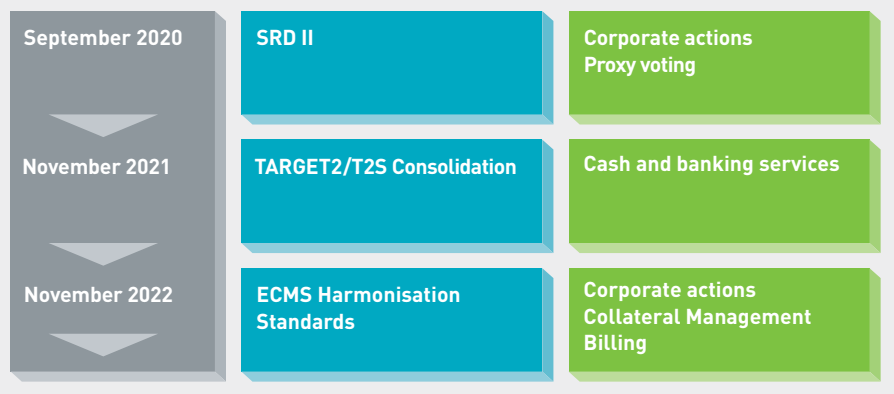 September 2020
SRD II
Corporate actions
Proxy voting
November 2021
TARGET2/T2S Consolidation
Cash and banking services
November 2022
ECMS Harmonisation
Standards
Corporate actions
Collateral Management
Billing